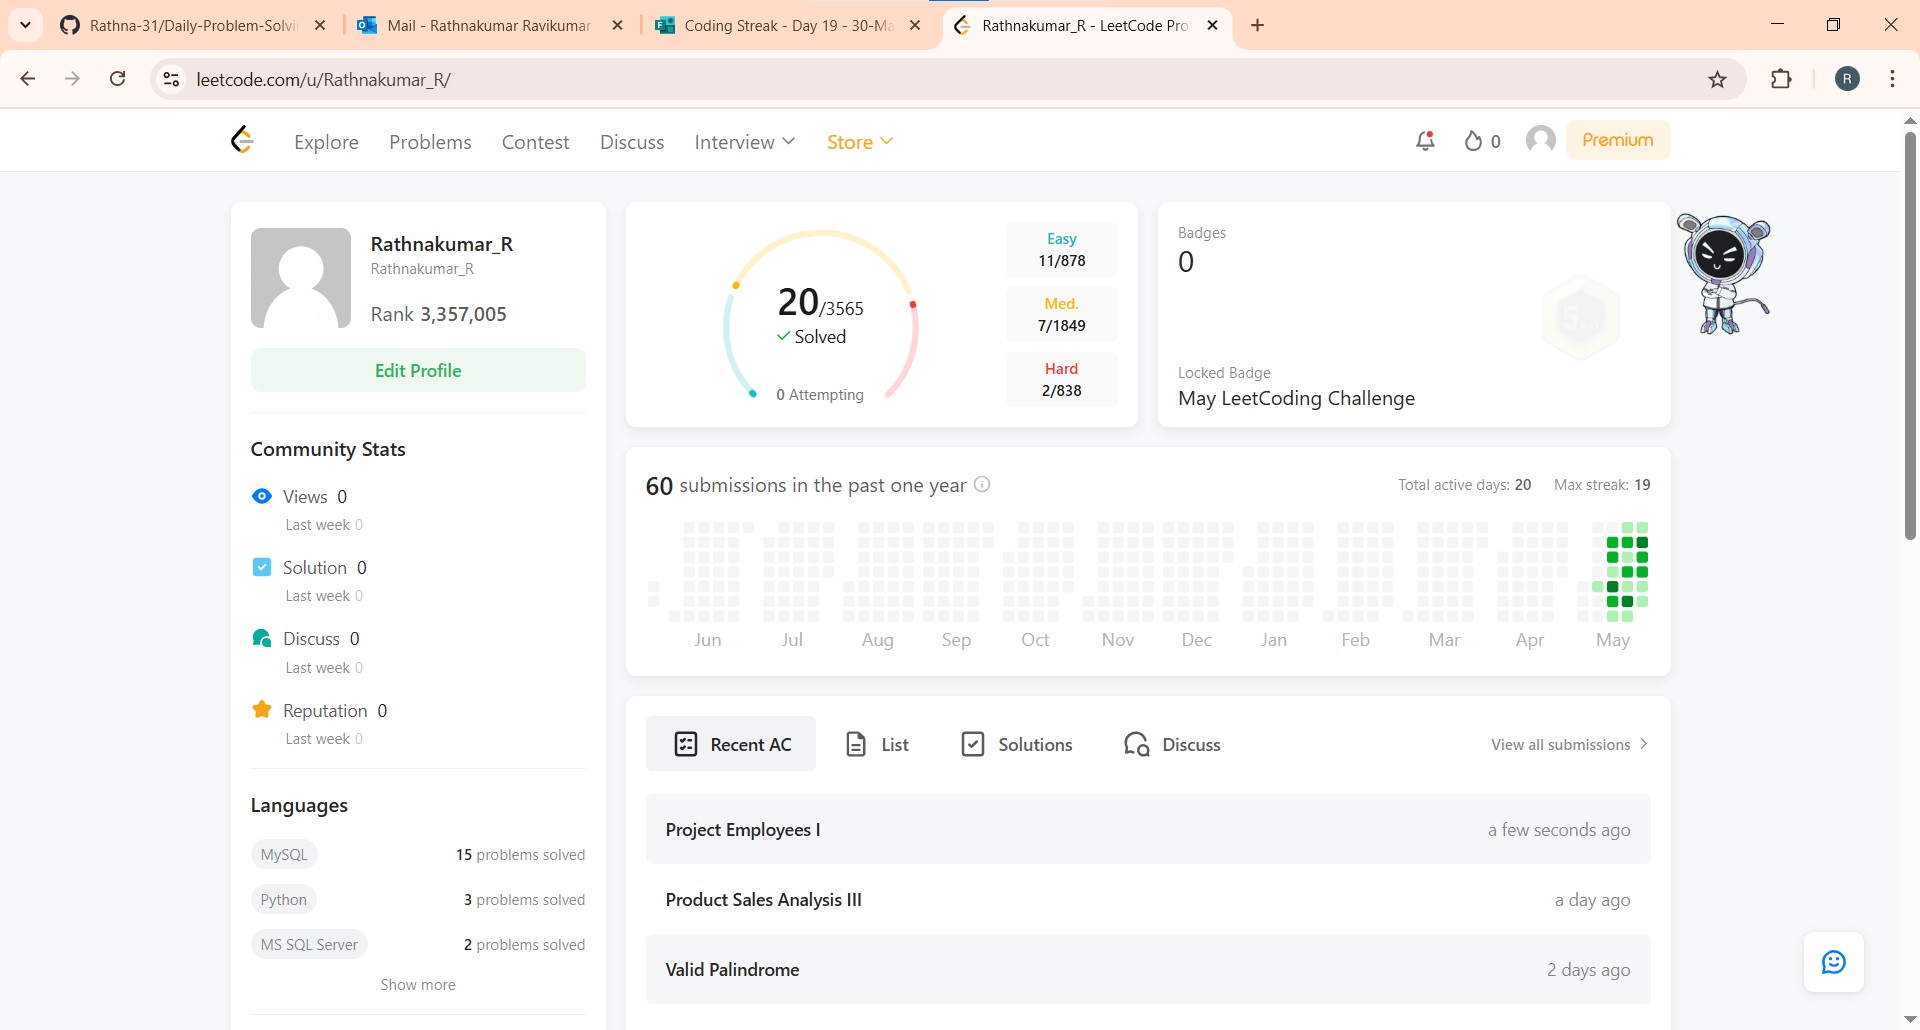 Rathna-31/Daily-Problem-Solvi
Mail - Rathnakumar Ravikumar
Coding Streak - Day 19 - 30-Ma
Rathnakumar_R - LeetCode Pro
leetcode.com/u/Rathnakumar_R/
R
Explore
Problems
Contest
Discuss
Interview
Store
0
Premium
Rathnakumar_R
Rathnakumar_R
Rank 3,357,005
Edit Profile
Community Stats
Views 0
Last week 0
Solution 0
Last week 0
Discuss 0
Last week 0
Reputation 0
Last week 0
Languages
MySQL
15 problems solved
Python
3 problems solved
MS SQL Server
2 problems solved
Show more
20/3565
Solved
0 Attempting
Easy
11/878
Med.
7/1849
Hard
2/838
Badges
0
Locked Badge
May LeetCoding Challenge
60 submissions in the past one year
Total active days: 20
Max streak: 19
Jun
Jul
Aug
Sep
Oct
Nov
Dec
Jan
Feb
Mar
Apr
May
Recent AC
List
Solutions
Discuss
View all submissions
Project Employees I
a few seconds ago
Product Sales Analysis III
a day ago
Valid Palindrome
2 days ago